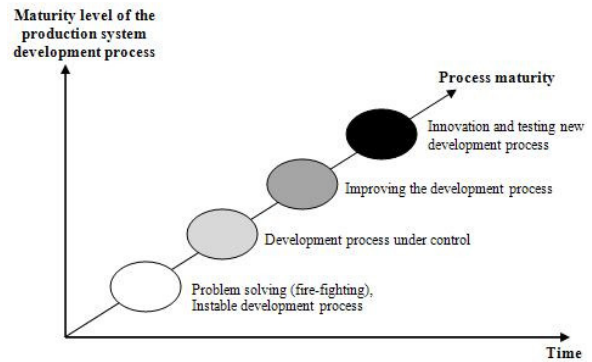 Maturity level of the
production system
development process
Process maturity
Innovation and testing new
development process
Improving the development process
Development process under control
Problem solving (fire-fighting),
Instable development process
Time